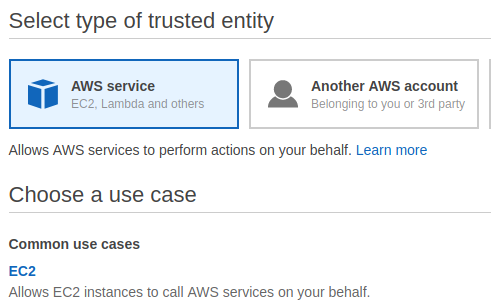 Select type of trusted entity
AWS service
EC2, Lambda and others
Another AWS account
Belonging to you or 3rd party
Allows AWS services to perform actions on your behalf. Learn more
Choose a use case
Common use cases
EC2
Allows EC2 instances to call AWS services on your behalf.